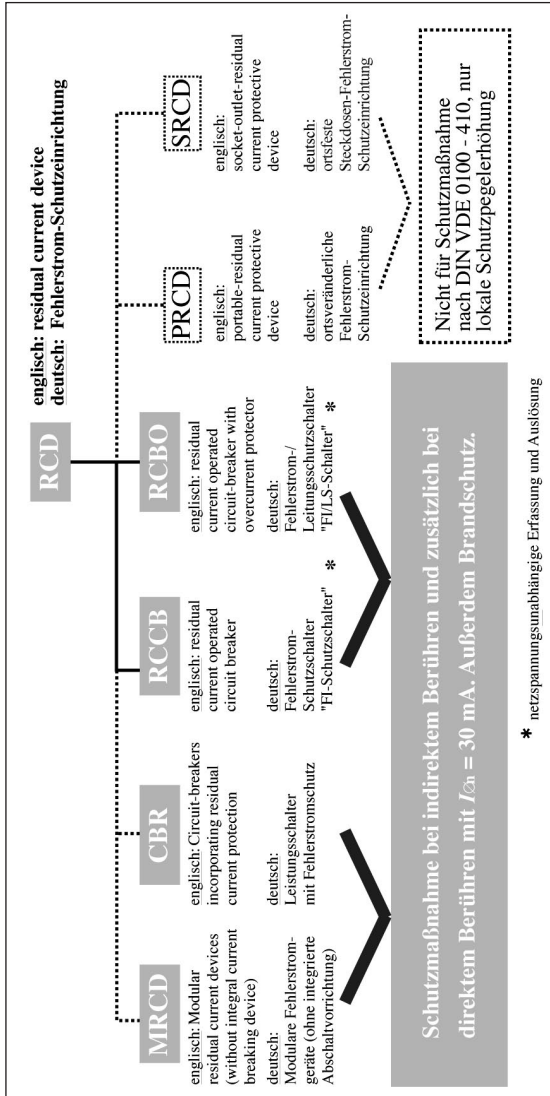 RCD
englisch: residual current device
deutsch: Fehlerstrom-Schutzeinrichtung
MRCD
englisch: Modular
residual current devices
(without integral current
breaking device)
deutsch:
Modulare Fehlerstrom-
geräte (ohne integrierte
Abschaltvorrichtung)
CBR
englisch: Circuit-breakers
incorporating residual
current protection
deutsch:
Leistungsschalter
mit Fehlerstromschutz
RCCB
englisch: residual
current operated
circuit breaker
deutsch:
Fehlerstrom-
Schutzschalter
"FI-Schutzschalter" *
RCBO
englisch: residual
current operated
circuit-breaker with
overcurrent protector
deutsch:
Fehlerstrom-/
Leitungsschutzschalter
"FI/LS-Schalter" *
PRCD
englisch:
portable-residual
current protective
device
deutsch:
ortsveränderliche
Fehlerstrom-
Schutzeinrichtung
SRCD
englisch:
socket-outlet-residual
current protective
device
deutsch:
ortsfeste
Steckdosen-Fehlerstrom-
Schutzeinrichtung
Schutzmaßnahme bei indirektem Berühren und zusätzlich bei
direktem Berühren mit = 30 mA. Außerdem Brandschutz.
Nicht für Schutzmaßnahme
nach DIN VDE 0100 - 410, nur
lokale Schutzpegelerhöhung
* netzspannungsunabhängige Erfassung und Auslösung